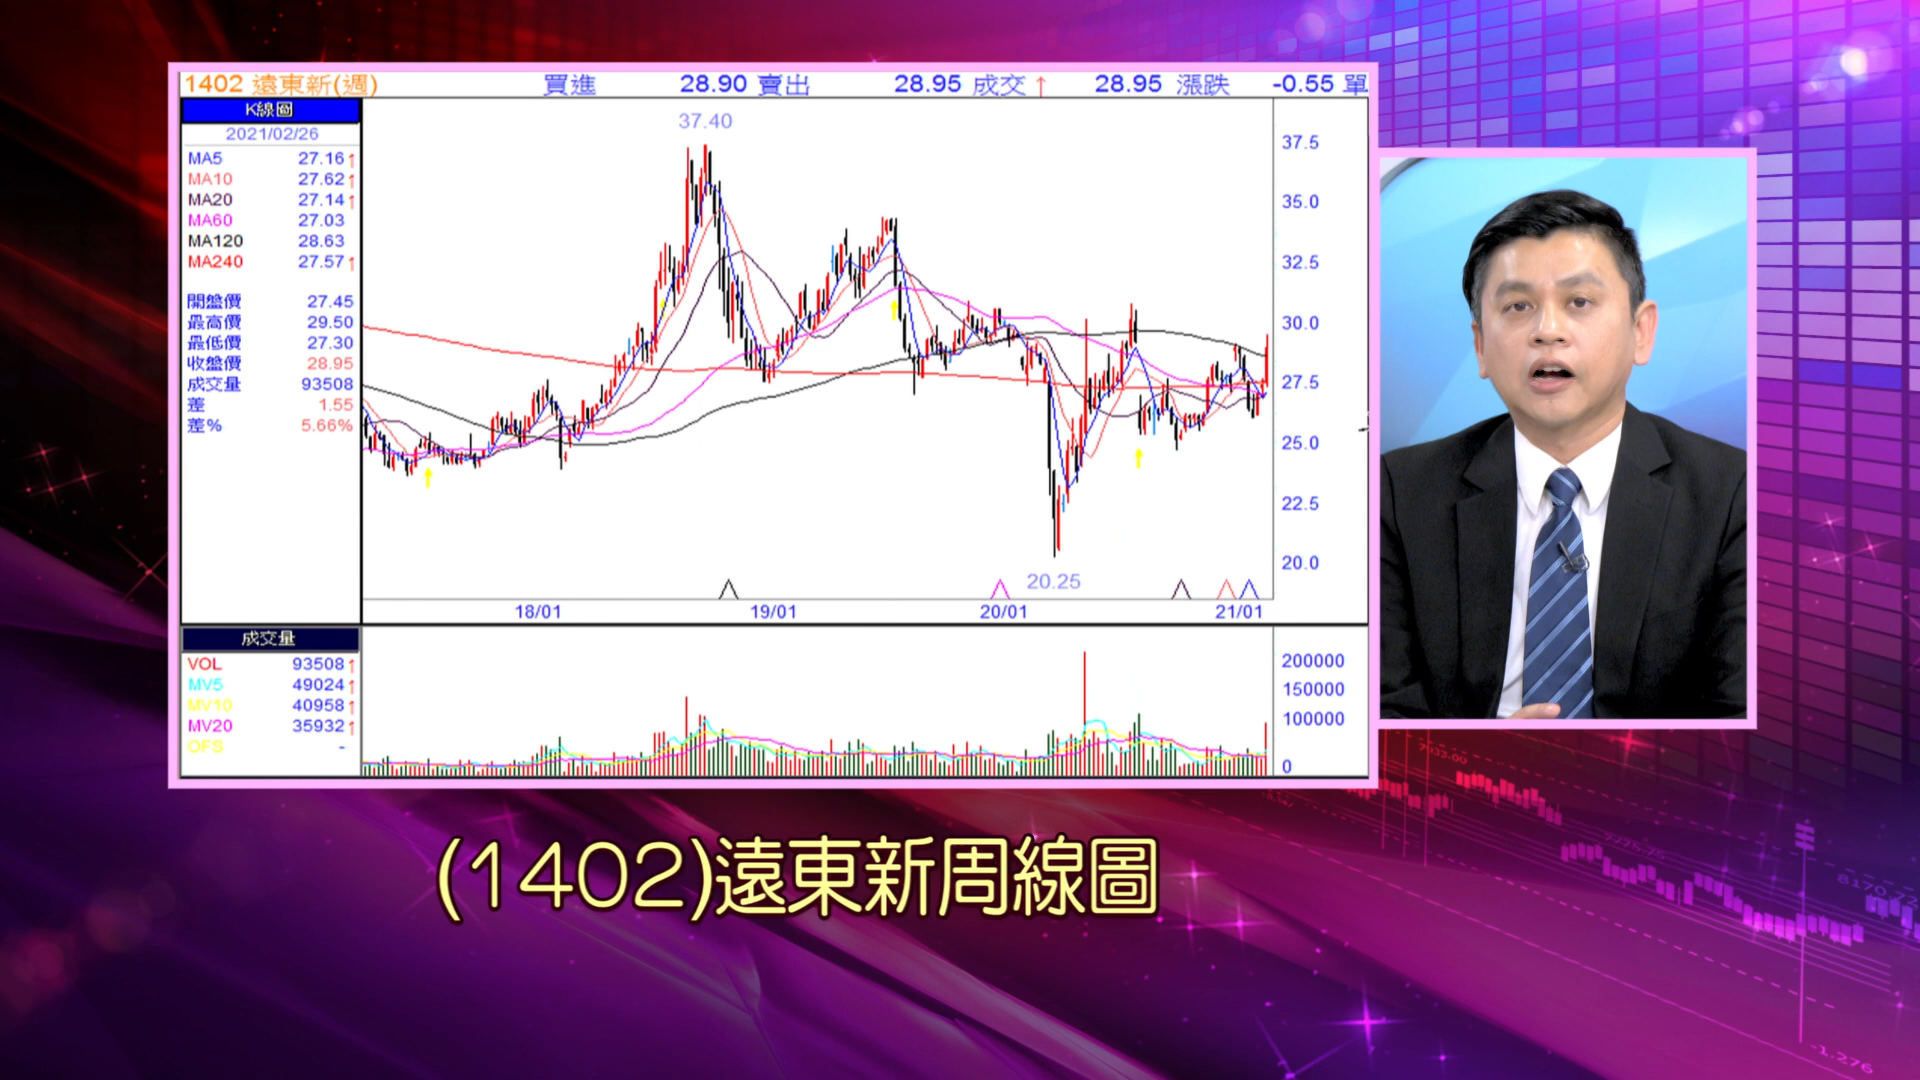 1402 遠東新(週) 買進 28.90 賣出 28.95 成交↑ 28.95 漲跌 -0.55 單
K線圖
2021/02/26
MA5 27.16↑
MA10 27.62↑
MA20 27.14↑
MA60 27.03
MA120 28.63
MA240 27.57↑
開盤價 27.45
最高價 29.50
最低價 27.30
收盤價 28.95
成交量 93508
差 1.55
差% 5.66%
37.40
20.25
37.5
35.0
32.5
30.0
27.5
25.0
22.5
20.0
18/01 19/01 20/01 21/01
成交量
VOL 93508↑
MV5 49024↑
MV10 40958↑
MV20 35932↑
OFS -
200000
150000
100000
0
(1402)遠東新周線圖
-1.276